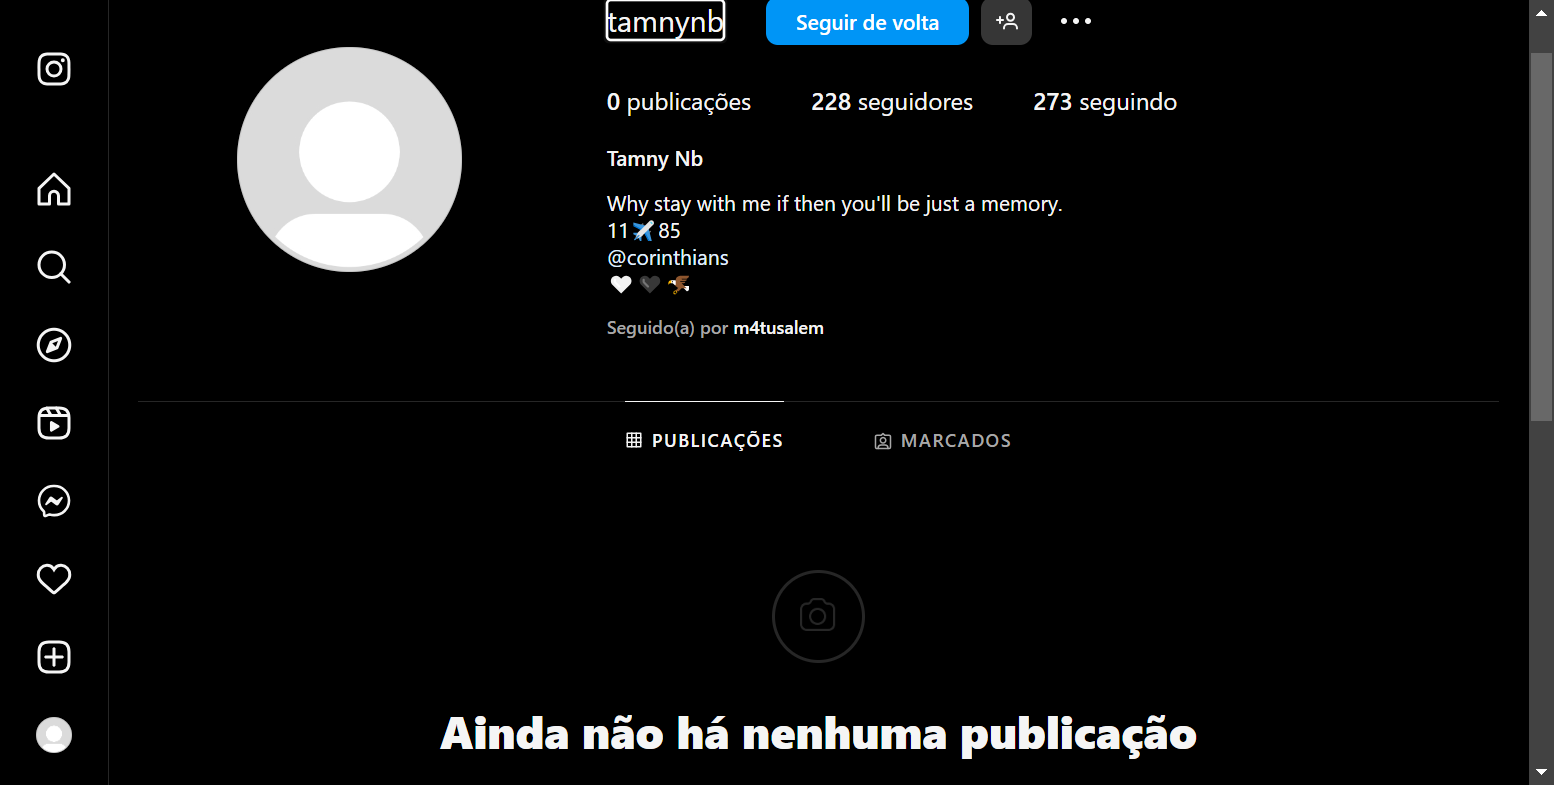 tamnynb
Seguir de volta
0 publicações
228 seguidores
273 seguindo
Tamny Nb
Why stay with me if then you'll be just a memory.
11✈️85
@corinthians
🤍🖤🦅
Seguido(a) por m4tusalem
PUBLICAÇÕES
MARCADOS
Ainda não há nenhuma publicação